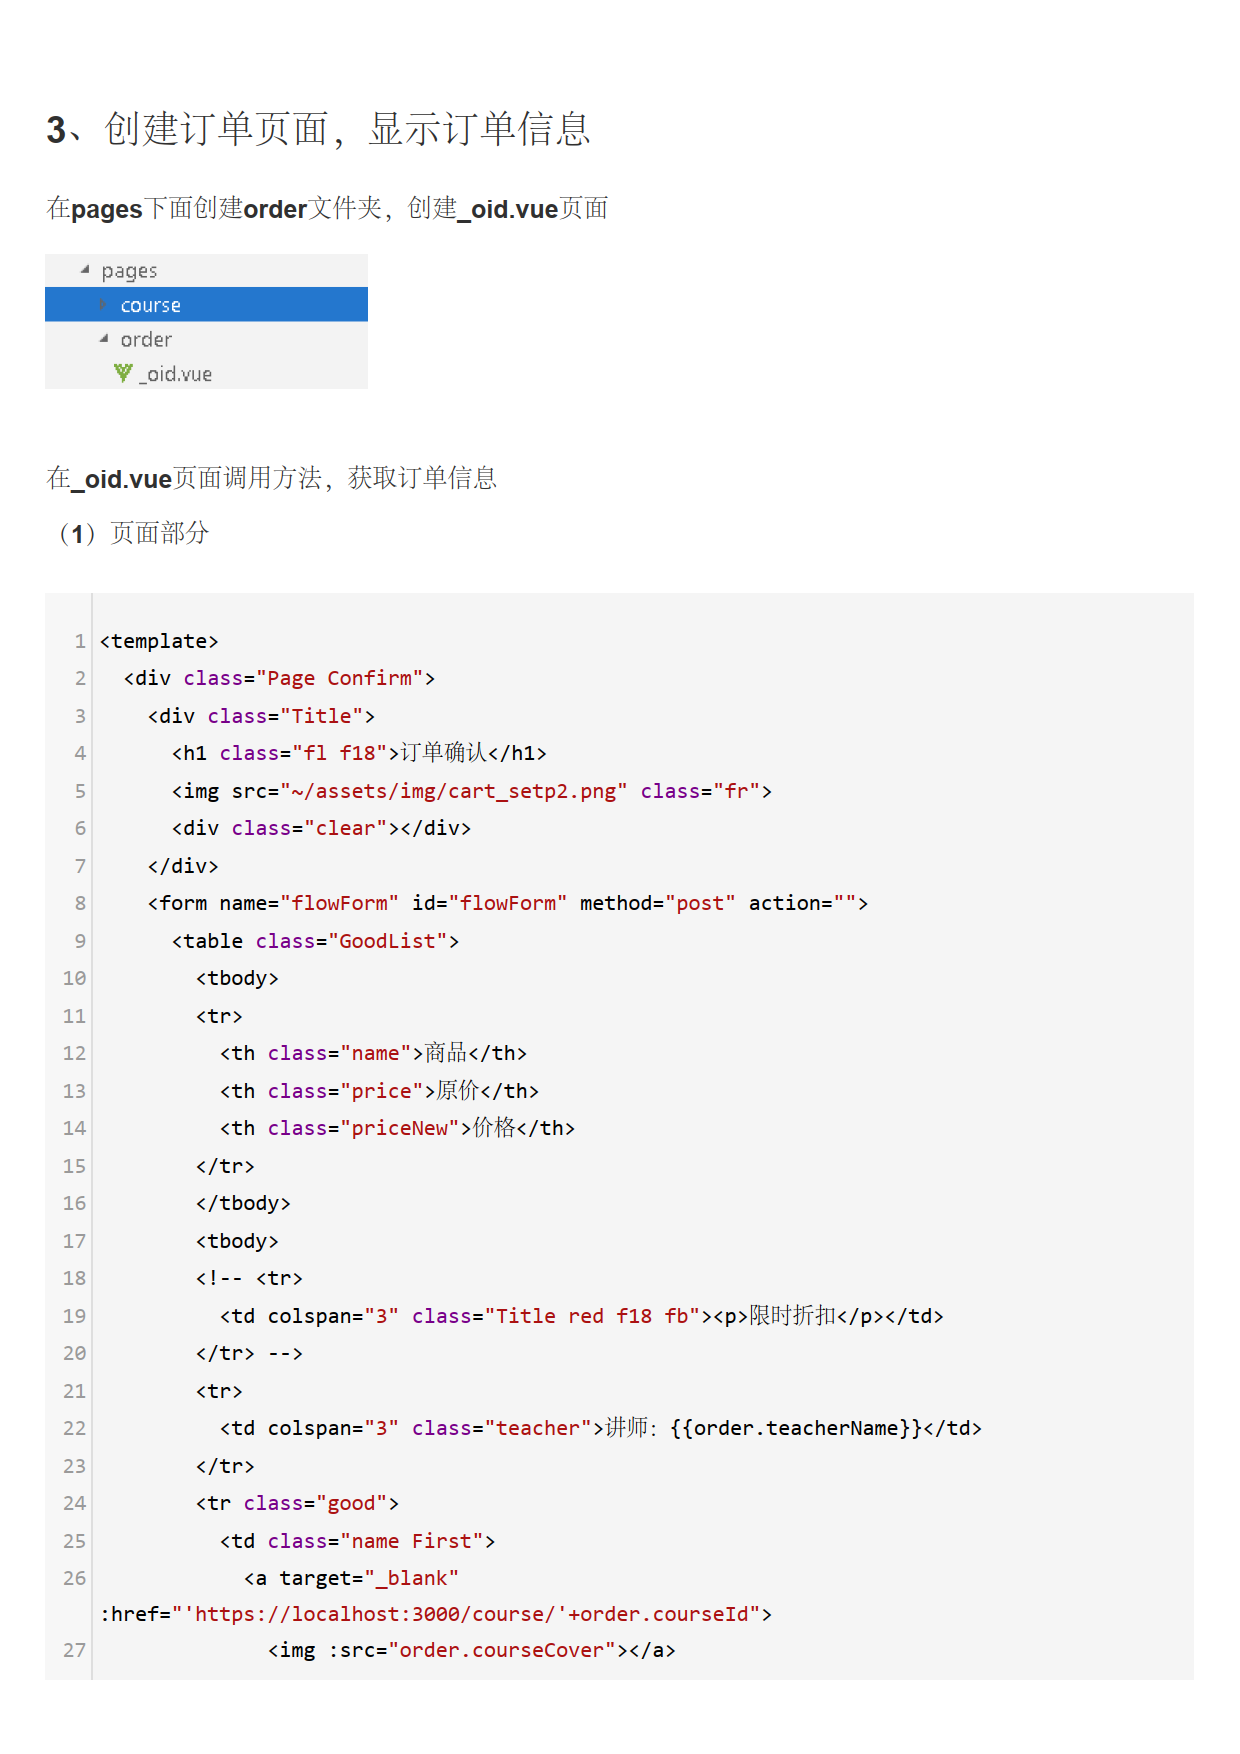 3、创建订单页面，显示订单信息
在pages下面创建order文件夹，创建_oid.vue页面
pages
course
order
_oid.vue
在_oid.vue页面调用方法，获取订单信息
（1）页面部分
1 <template>
2   <div class="Page Confirm">
3     <div class="Title">
4       <h1 class="fl f18">订单确认</h1>
5       <img src="~/assets/img/cart_setp2.png" class="fr">
6       <div class="clear"></div>
7     </div>
8     <form name="flowForm" id="flowForm" method="post" action="">
9       <table class="GoodList">
10         <tbody>
11         <tr>
12           <th class="name">商品</th>
13           <th class="price">原价</th>
14           <th class="priceNew">价格</th>
15         </tr>
16         </tbody>
17         <tbody>
18         <!-- <tr>
19           <td colspan="3" class="Title red f18 fb"><p>限时折扣</p></td>
20         </tr> -->
21         <tr>
22           <td colspan="3" class="teacher">讲师：{{order.teacherName}}</td>
23         </tr>
24         <tr class="good">
25           <td class="name First">
26             <a target="_blank"
:href="'https://localhost:3000/course/'+order.courseId">
27               <img :src="order.courseCover"></a>